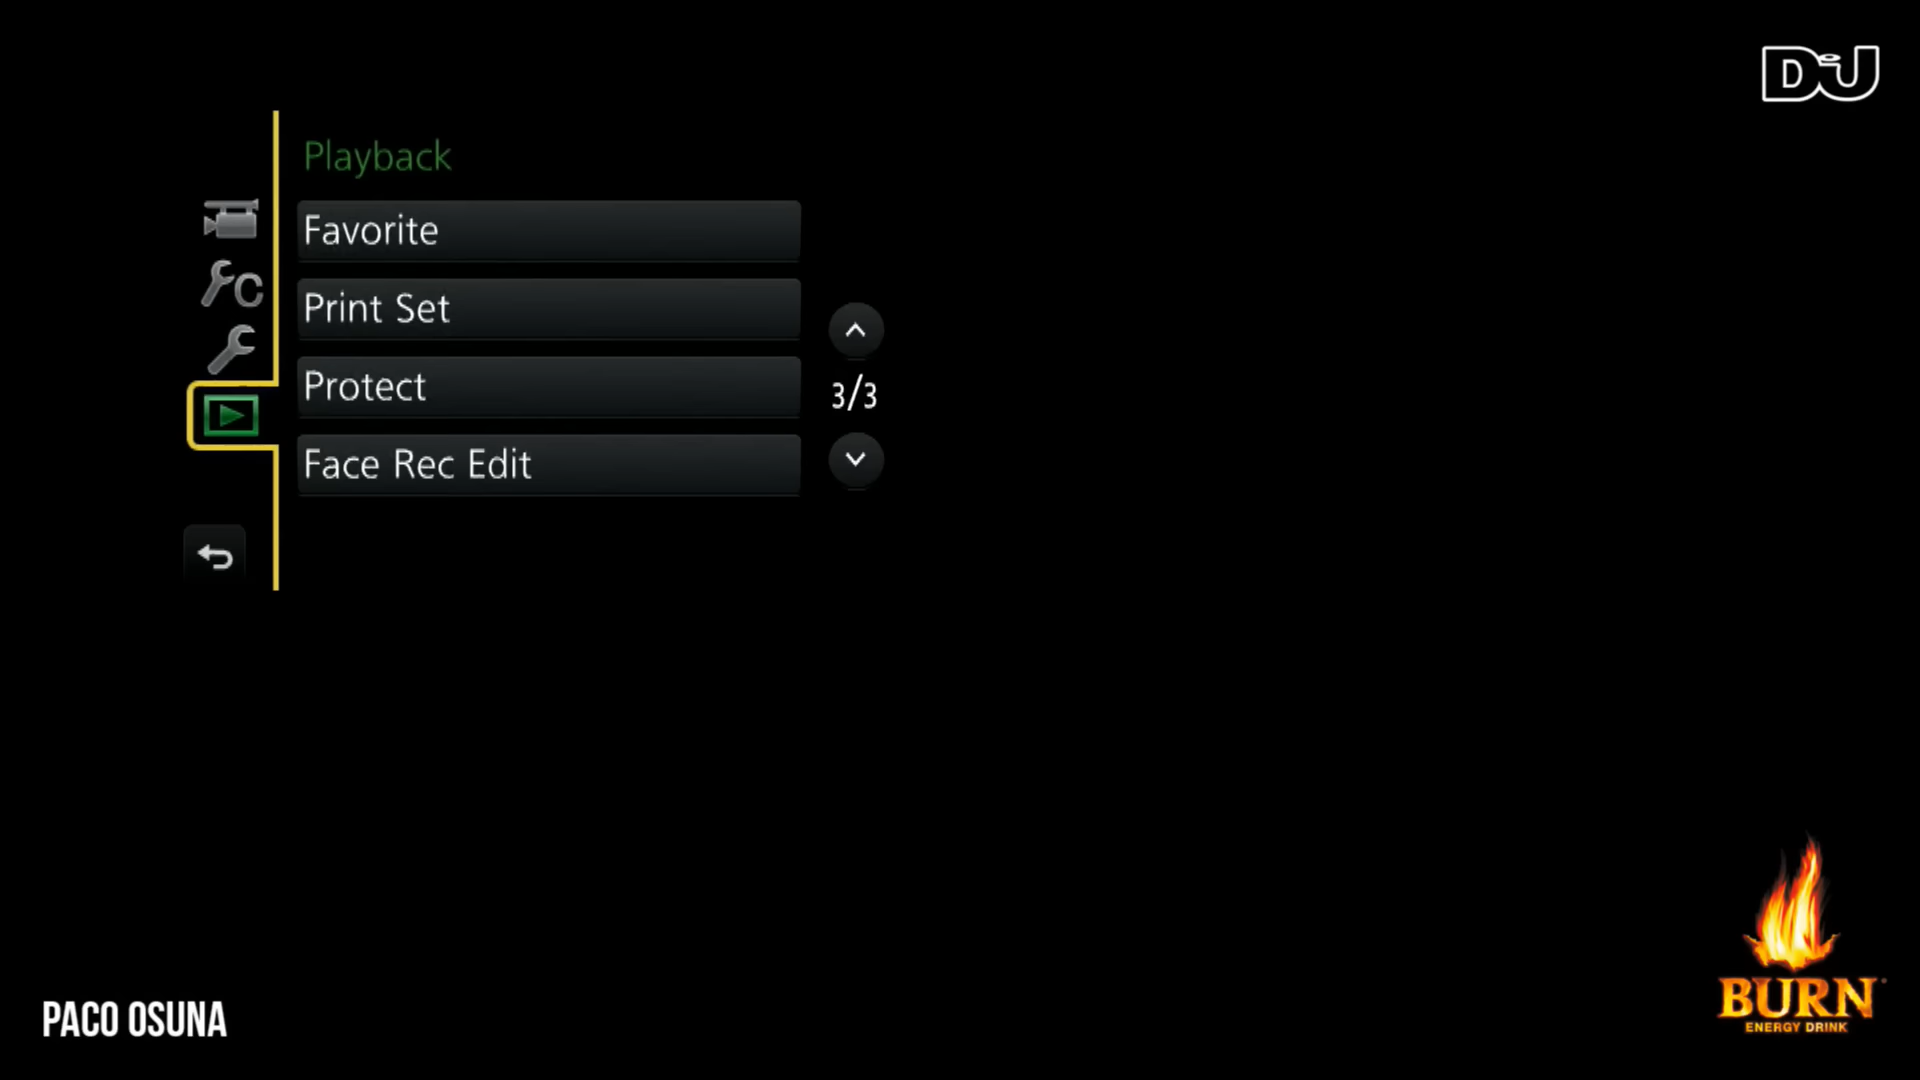 DJ
Playback
Favorite
Print Set
Protect
Face Rec Edit
C
3/3
PACO OSUNA
BURN
ENERGY DRINK